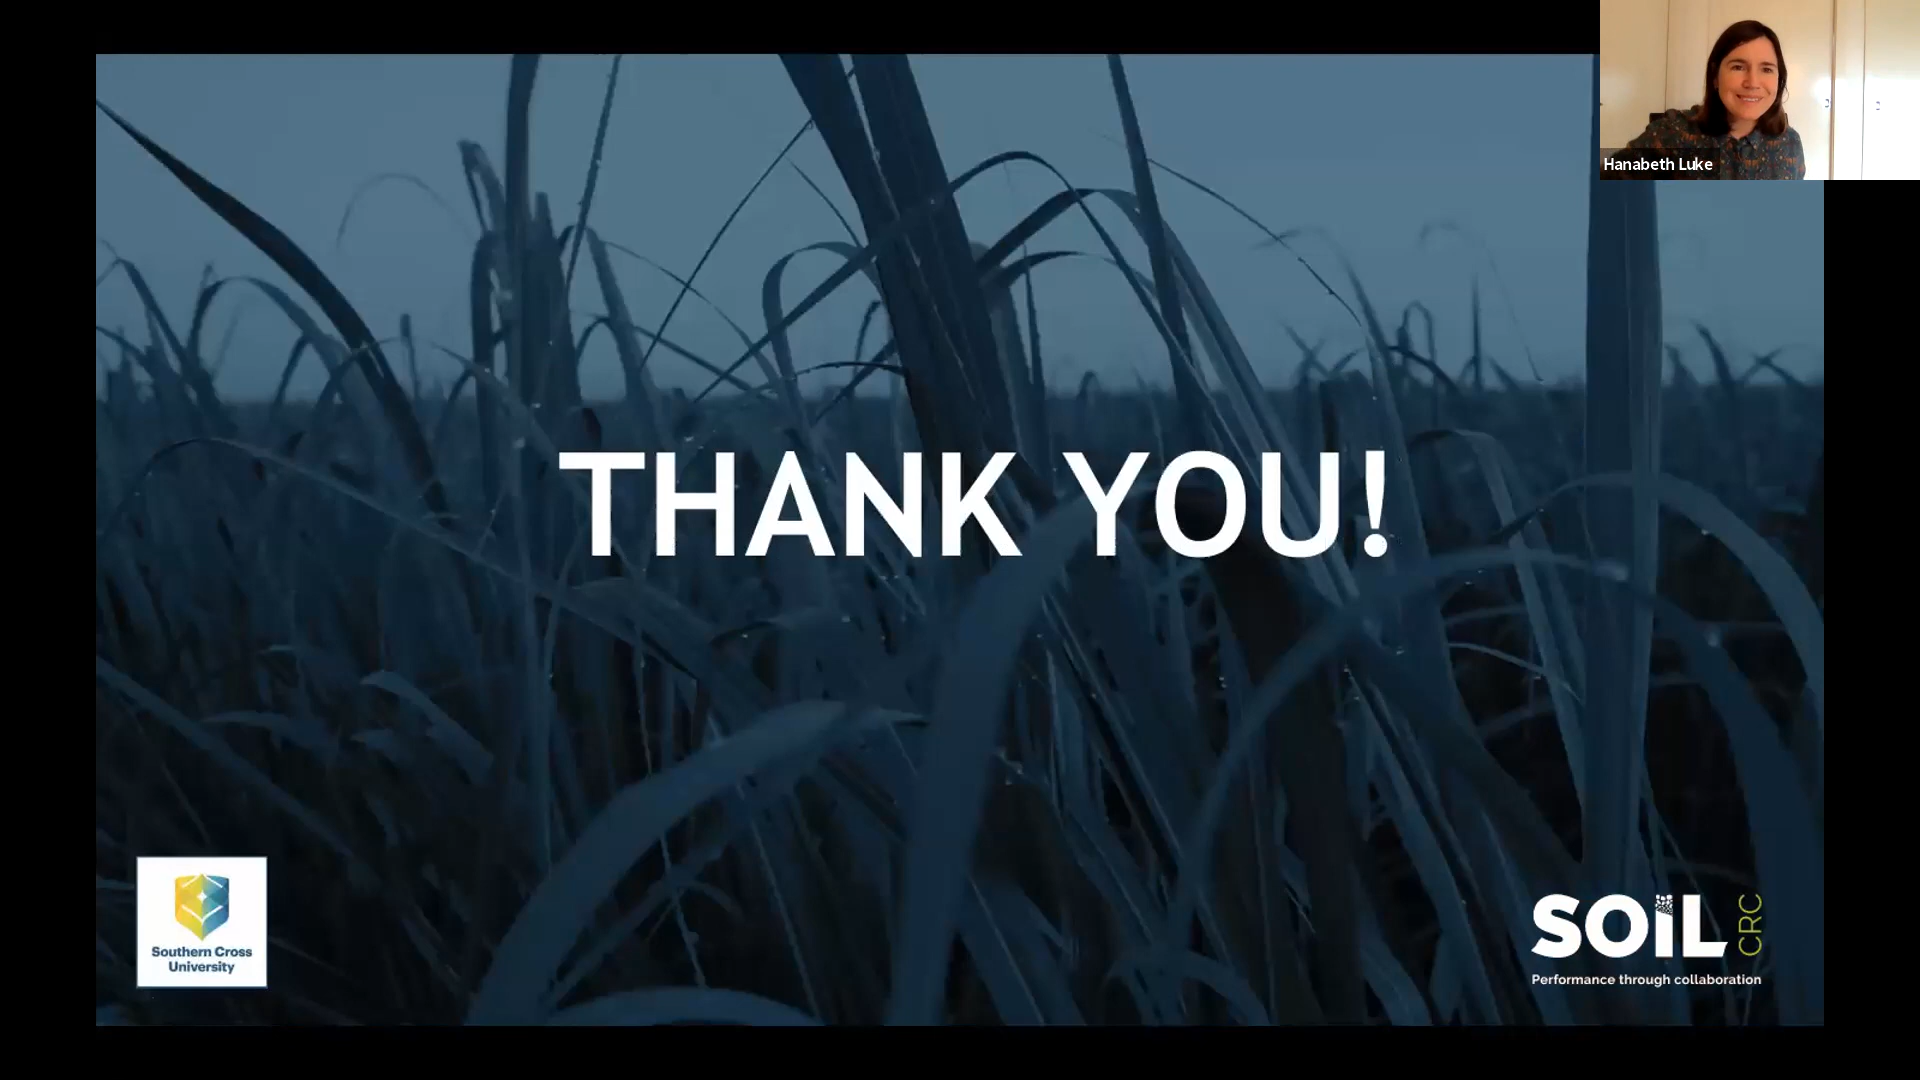 Hanabeth Luke
THANK YOU!
Southern Cross
University
SOIL CRC
Performance through collaboration